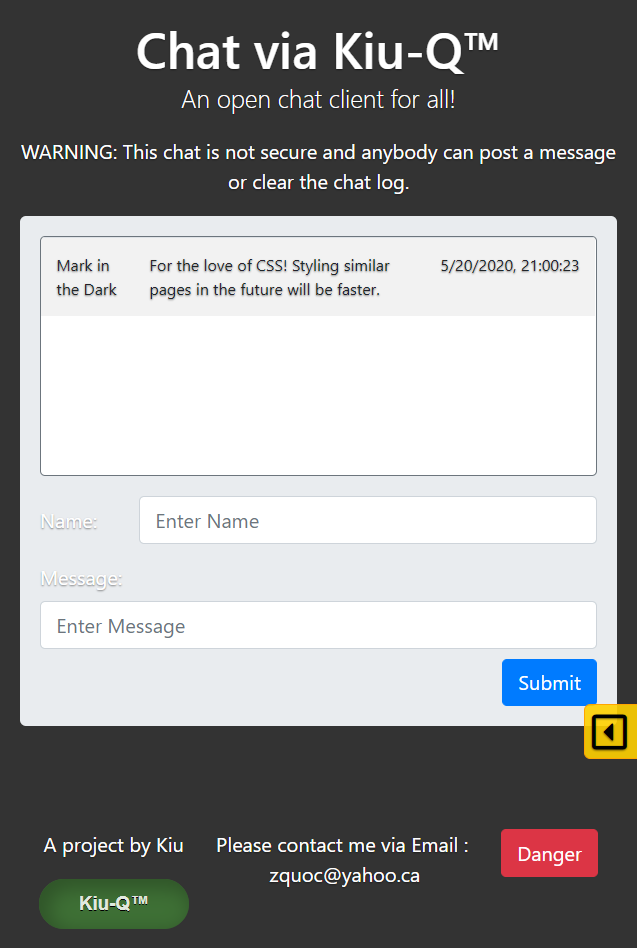 Chat via Kiu-Q™
An open chat client for all!
WARNING: This chat is not secure and anybody can post a message
or clear the chat log.
Mark in
the Dark
For the love of CSS! Styling similar
pages in the future will be faster.
5/20/2020, 21:00:23
Name:
Enter Name
Message:
Enter Message
Submit
A project by Kiu
Kiu-Q™
Please contact me via Email :
zquoc@yahoo.ca
Danger